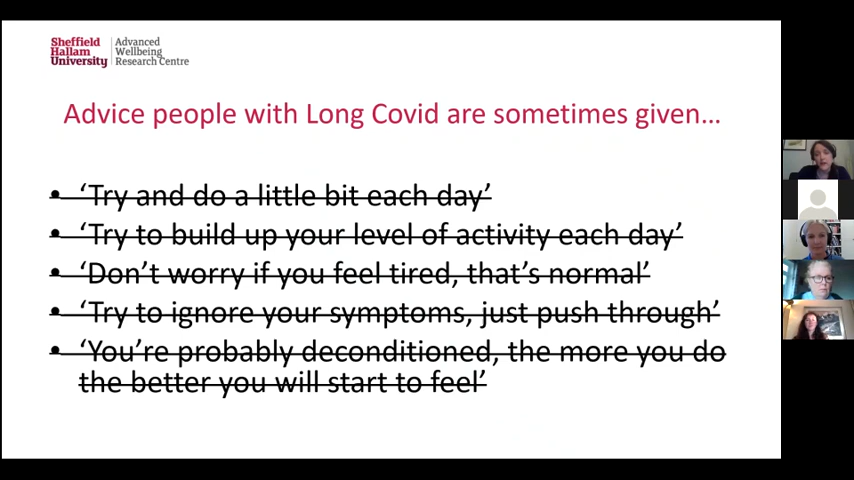 Sheffield
Hallam
University
Advanced
Wellbeing
Research Centre
Advice people with Long Covid are sometimes given...
• ‘Try and do a little bit each day’
• ‘Try to build up your level of activity each day’
• ‘Don’t worry if you feel tired, that’s normal’
• ‘Try to ignore your symptoms, just push through’
• ‘You’re probably deconditioned, the more you do
the better you will start to feel’